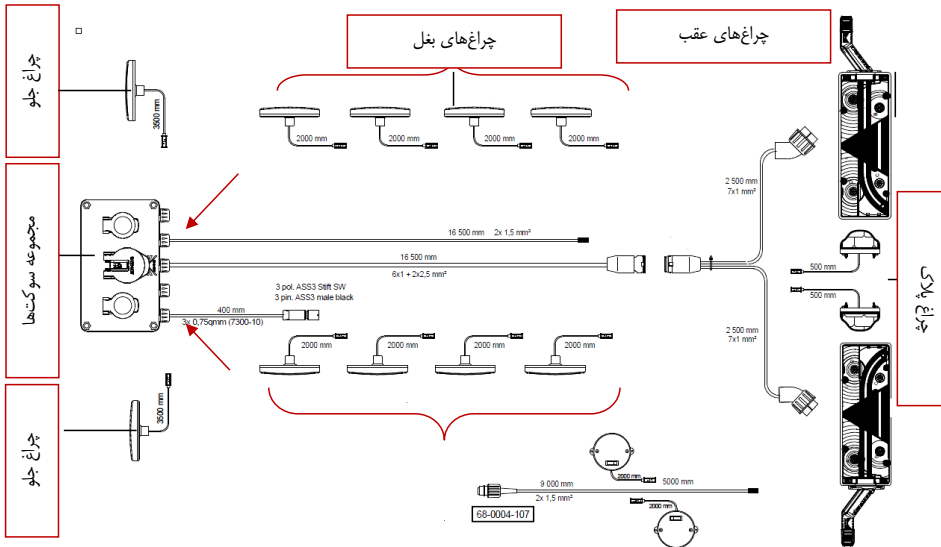 چراغ جلو
3500 mm
چراغ‌های بغل
چراغ‌های عقب
2000 mm
2000 mm
2000 mm
2000 mm
مجموعه سوکت‌ها
16 500 mm 2x 1,5 mm²
16 500 mm
6x1 + 2x2,5 mm²
3 pol. ASS3 Stift SW
3 pin. ASS3 male black
400 mm
3x 0,75qmm (7300-10)
2 500 mm
7x1 mm²
500 mm
500 mm
2 500 mm
7x1 mm²
2000 mm
2000 mm
2000 mm
2000 mm
چراغ جلو
3500 mm
2000 mm
9 000 mm
5000 mm
2x 1,5 mm²
2000 mm
68-0004-107